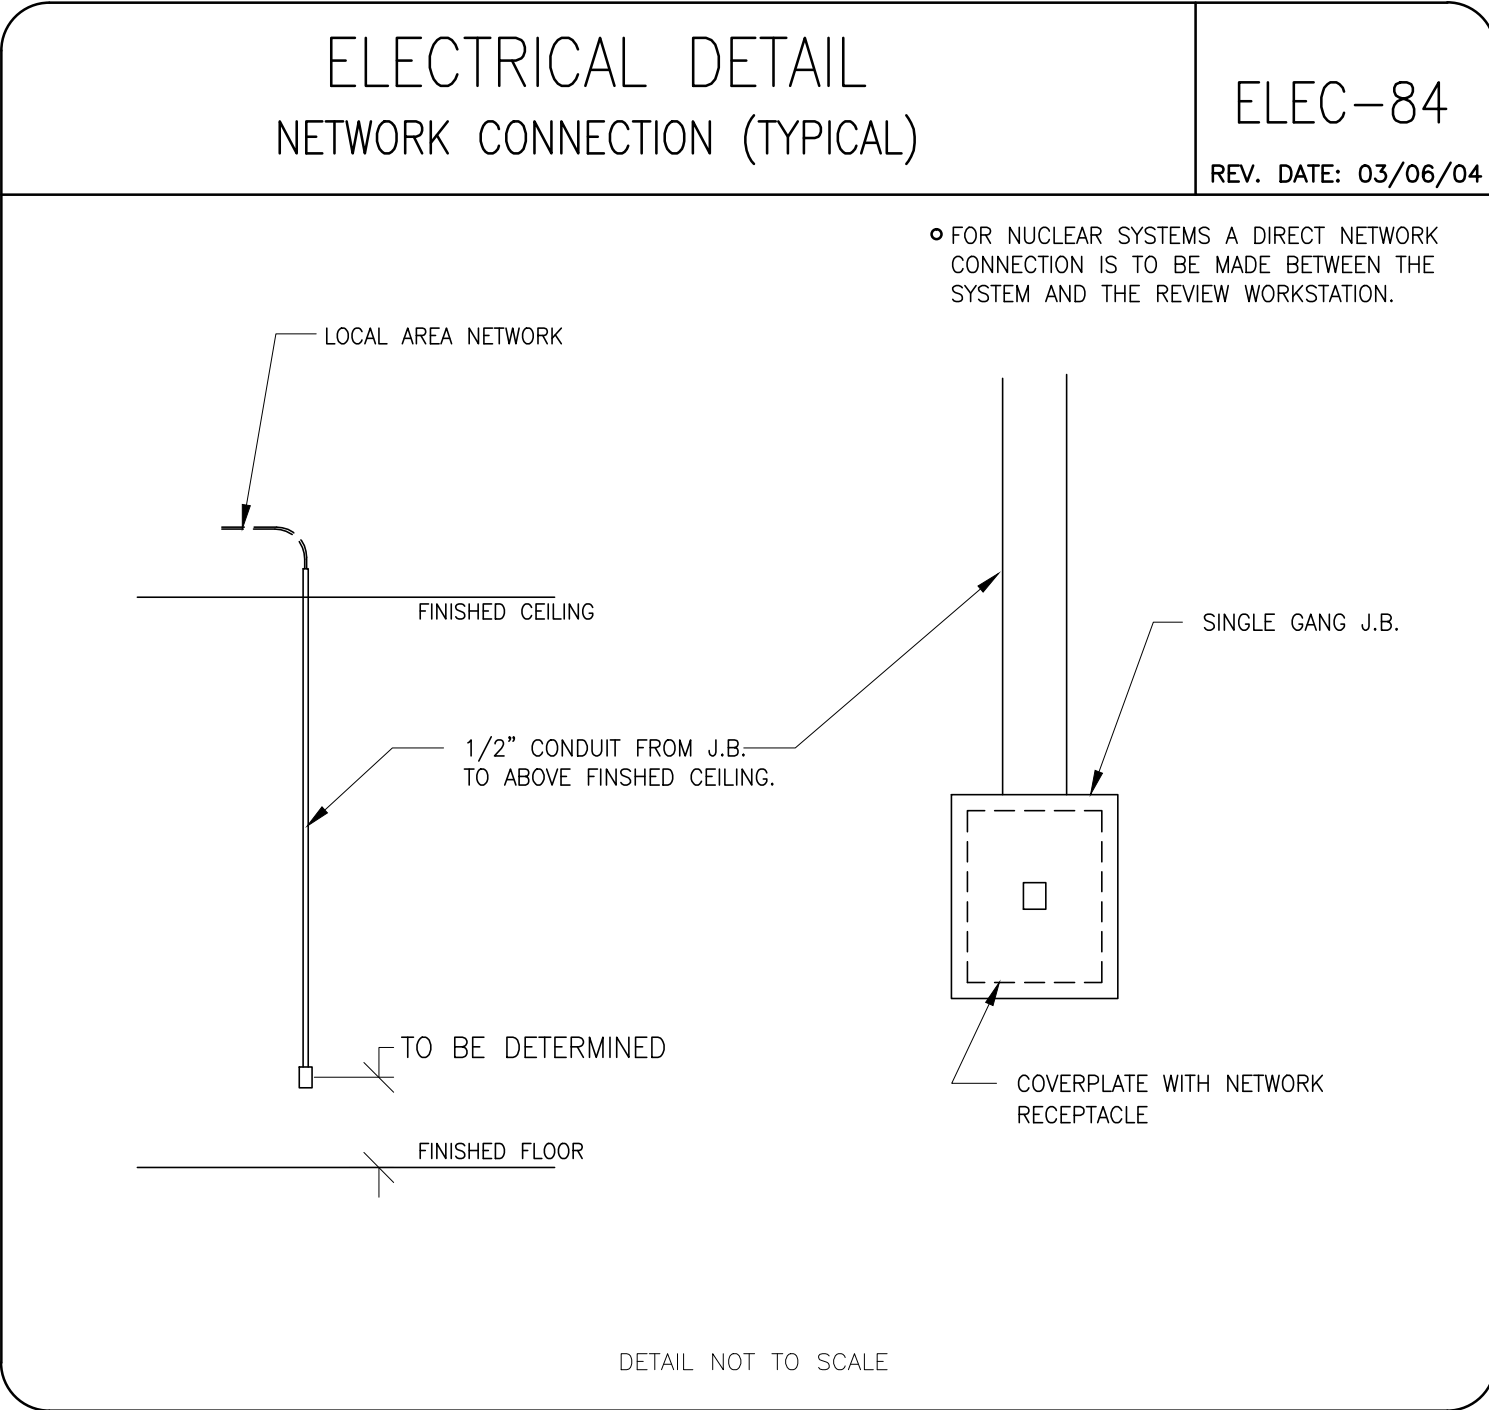 ELECTRICAL DETAIL
NETWORK CONNECTION (TYPICAL)
ELEC-84
REV. DATE: 03/06/04
FOR NUCLEAR SYSTEMS A DIRECT NETWORK
CONNECTION IS TO BE MADE BETWEEN THE
SYSTEM AND THE REVIEW WORKSTATION.
LOCAL AREA NETWORK
FINISHED CEILING
SINGLE GANG J.B.
1/2” CONDUIT FROM J.B.
TO ABOVE FINSHED CEILING.
TO BE DETERMINED
COVERPLATE WITH NETWORK
RECEPTACLE
FINISHED FLOOR
DETAIL NOT TO SCALE